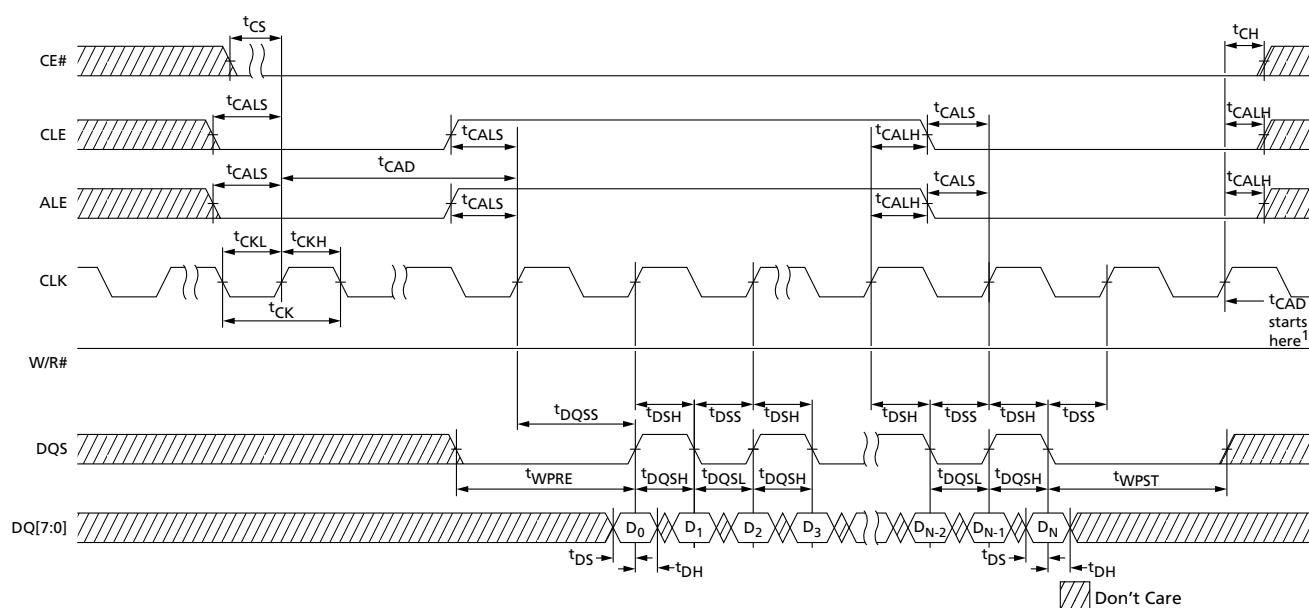 tCS
tCH
CE#
tCALS
tCALS
CLE
tCALS
tCALH
tCALH
tCAD
tCALS
tCALS
ALE
tCALS
tCALH
tCALH
tCKL
tCKH
CLK
tCK
tCAD
starts
here1
W/R#
tDQSS
tDSH
tDSS
tDSH
tDSH
tDSS
tDSH
tDSS
DQS
tWPRE
tDQSH
tDQSL
tDQSH
tDQSL
tDQSH
tWPST
DQ[7:0]
D0
D1
D2
D3
DN-2
DN-1
DN
tDS
tDH
tDS
tDH
Don't Care